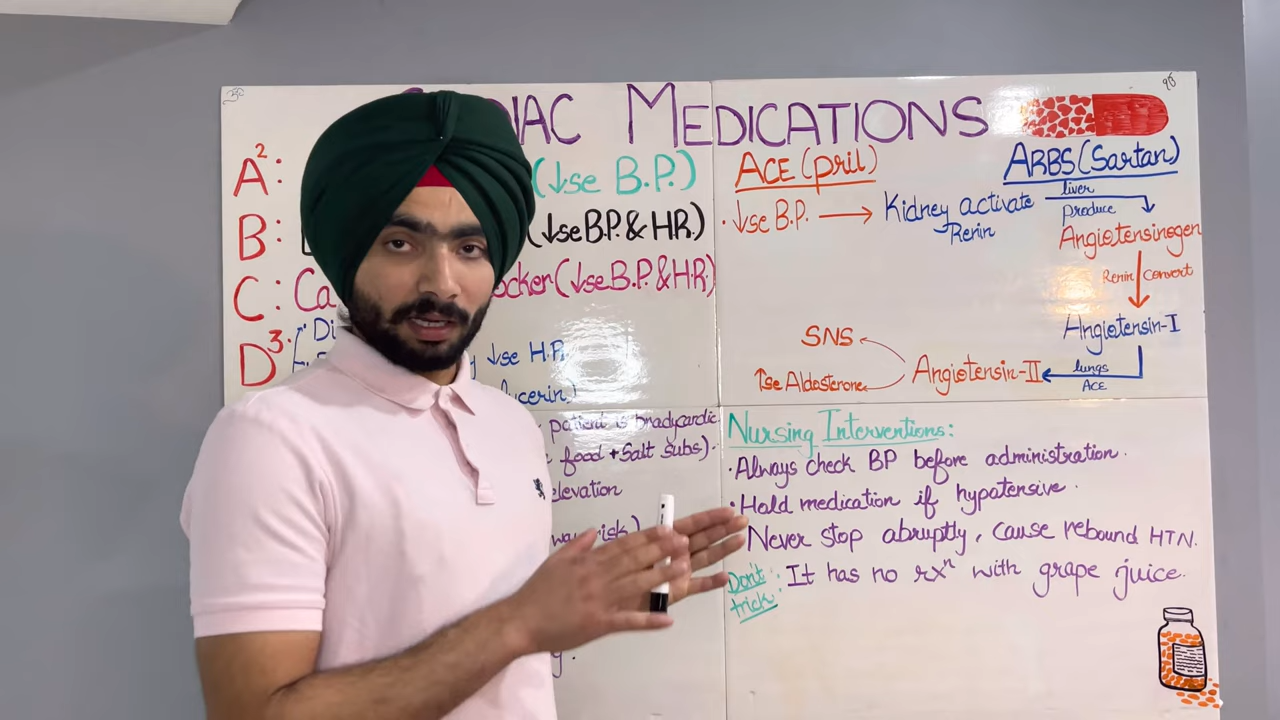 MEDICATIONS
A²:
(↓se B.P.)
B:
(↓se B.P. & HR.)
C: Ca
ocker (↓se B.P. & HR)
D³
Di
↓se H.P.
ycerin)
patient is bradycardic.
food + Salt subs).
elevation
risk)
ACE (pril)
ARBS (Sartan)
· ↓se B.P. → Kidney activate Renin
liver
produce
Angiotensinogen
Renin convert
Angiotensin-I
lungs
ACE
Angiotensin-II
SNS
↑se Aldosterone
Nursing Interventions:
· Always check BP before administration.
· Hold medication if hypotensive.
Never stop abruptly, cause rebound HTN.
Don't trick: It has no rxⁿ with grape juice.